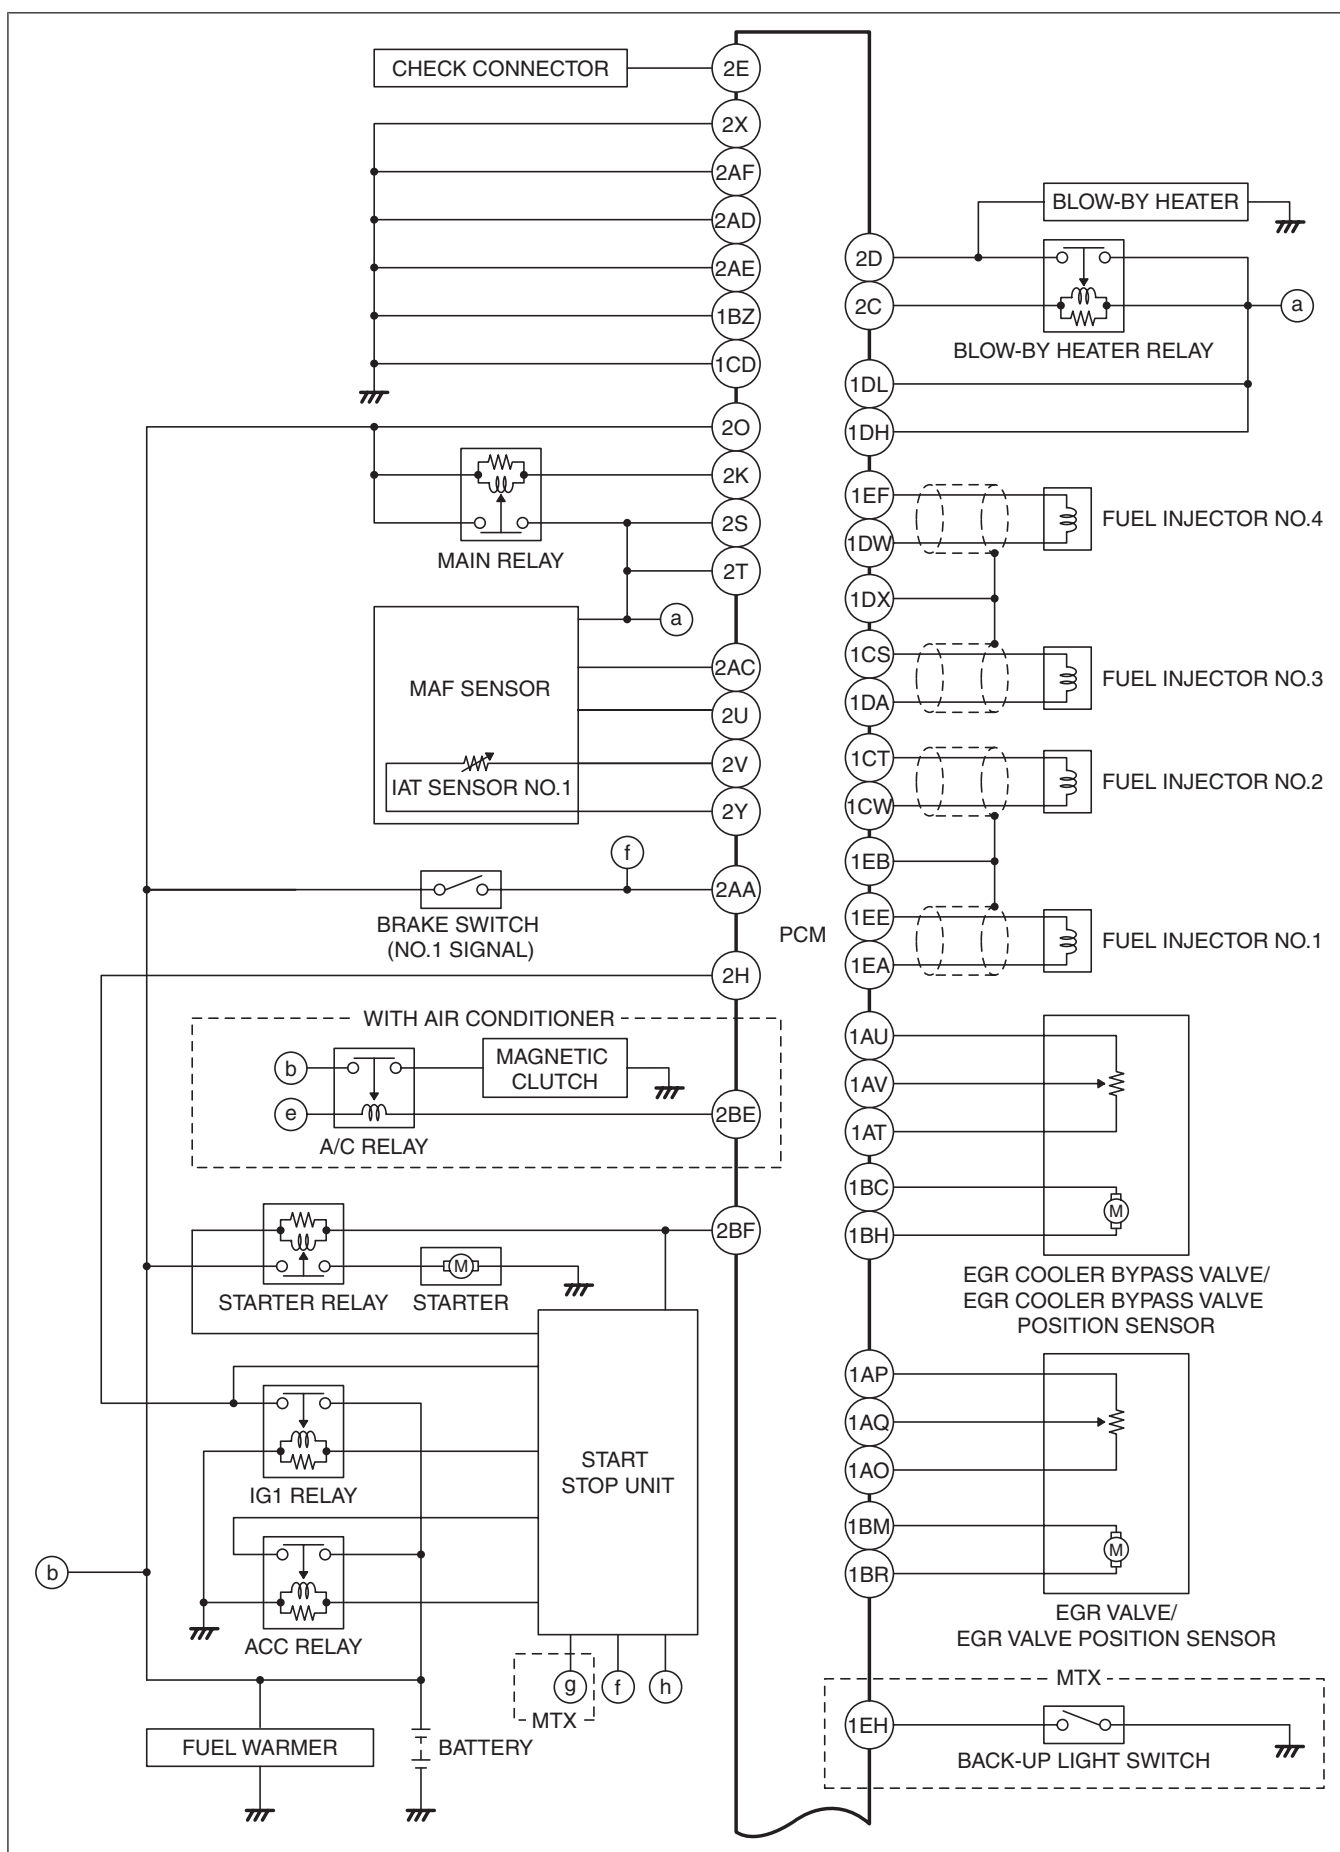 CHECK CONNECTOR
2E
2X
2AF
2AD
2AE
1BZ
1CD
2O
2K
2S
MAIN RELAY
2T
a
MAF SENSOR
2AC
2U
2V
IAT SENSOR NO.1
2Y
f
2AA
BRAKE SWITCH
(NO.1 SIGNAL)
2H
WITH AIR CONDITIONER
b
MAGNETIC
CLUTCH
e
2BE
A/C RELAY
2BF
STARTER RELAY
M
STARTER
START
STOP UNIT
IG1 RELAY
b
ACC RELAY
g
f
h
MTX
FUEL WARMER
BATTERY
PCM
BLOW-BY HEATER
2D
2C
a
BLOW-BY HEATER RELAY
1DL
1DH
1EF
1DW
FUEL INJECTOR NO.4
1DX
1CS
1DA
FUEL INJECTOR NO.3
1CT
1CW
FUEL INJECTOR NO.2
1EB
1EE
1EA
FUEL INJECTOR NO.1
1AU
1AV
1AT
1BC
M
1BH
EGR COOLER BYPASS VALVE/
EGR COOLER BYPASS VALVE
POSITION SENSOR
1AP
1AQ
1AO
1BM
M
1BR
EGR VALVE/
EGR VALVE POSITION SENSOR
MTX
1EH
BACK-UP LIGHT SWITCH